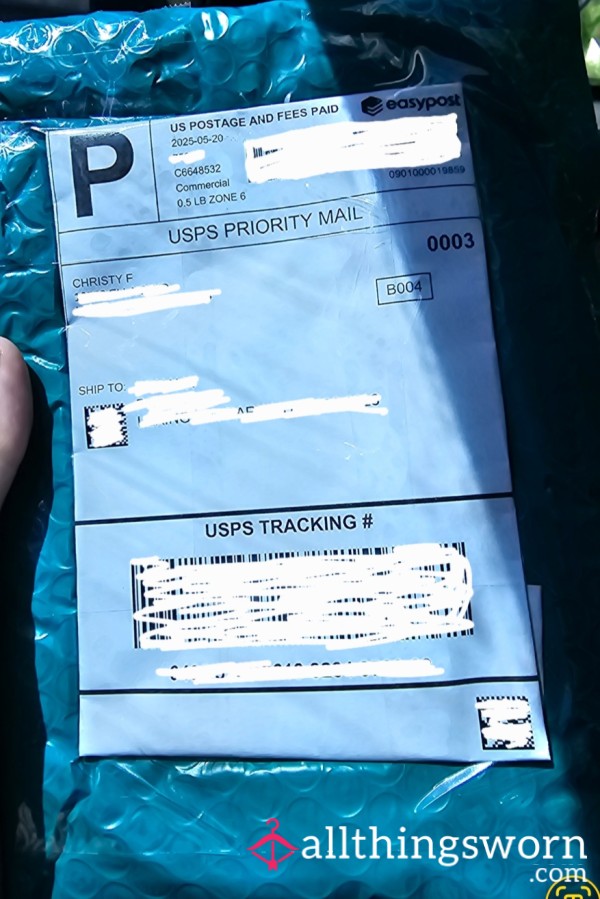 P
US POSTAGE AND FEES PAID
easypost
2025-05-20
C6648532
Commercial
0.5 LB ZONE 6
0901000019859
USPS PRIORITY MAIL
0003
CHRISTY F
B004
SHIP TO:
USPS TRACKING #
allthingsworn
.com